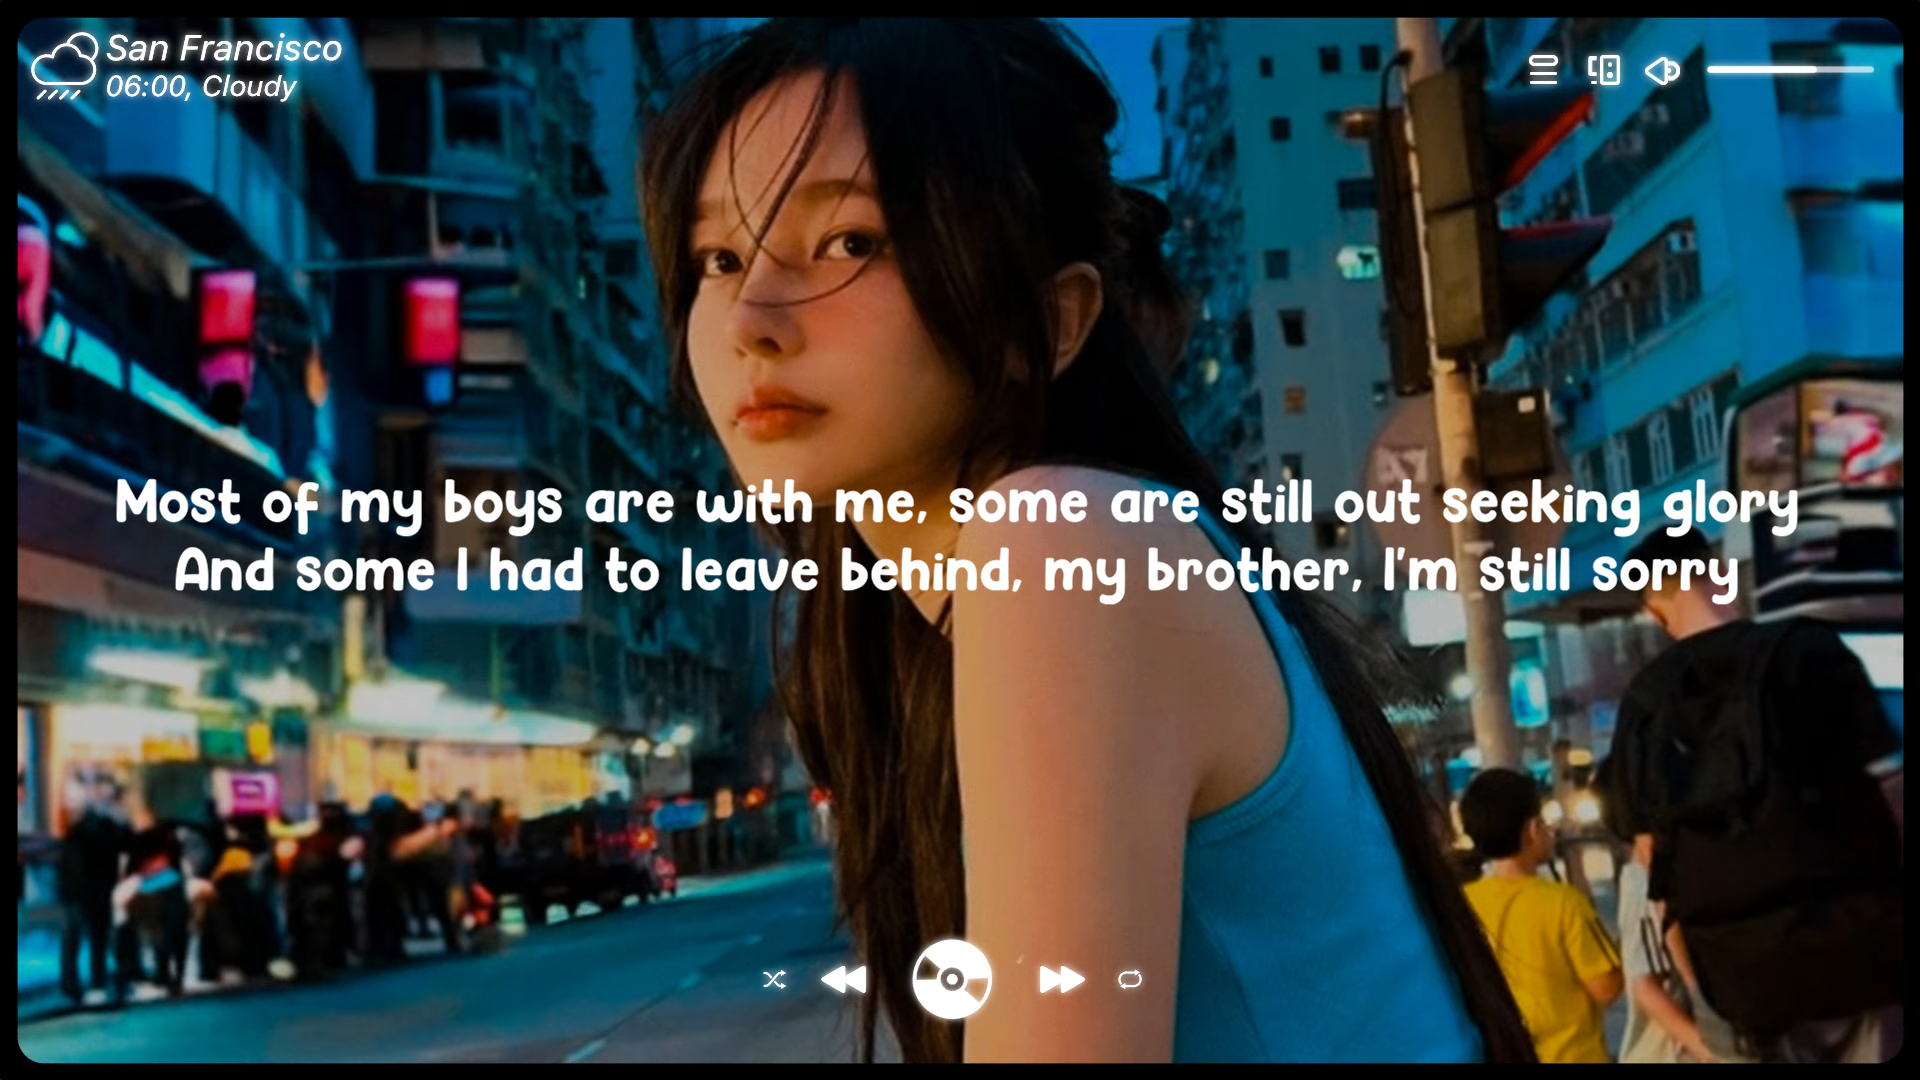 San Francisco
06:00, Cloudy
Most of my boys are with me, some are still out seeking glory
And some I had to leave behind, my brother, I'm still sorry